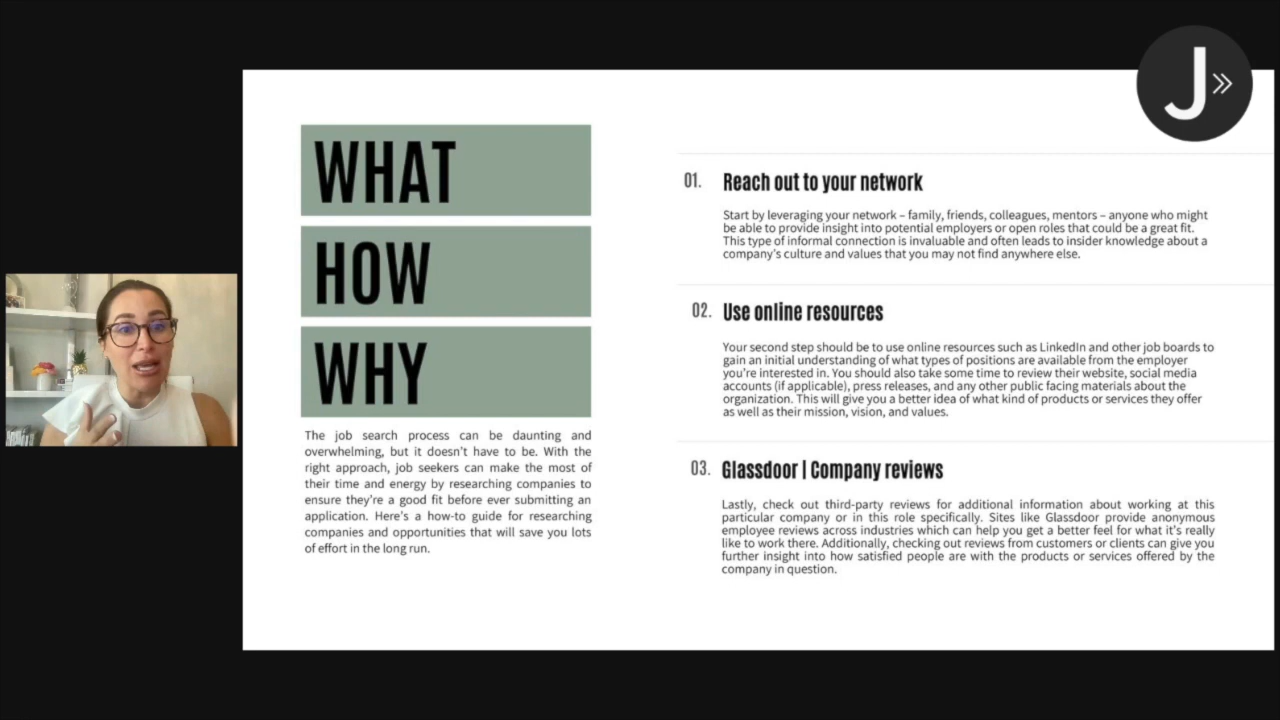 J»
WHAT
HOW
WHY
The job search process can be daunting and
overwhelming, but it doesn't have to be. With the
right approach, job seekers can make the most of
their time and energy by researching companies to
ensure they're a good fit before ever submitting an
application. Here's a how-to guide for researching
companies and opportunities that will save you lots
of effort in the long run.
01. Reach out to your network
Start by leveraging your network – family, friends, colleagues, mentors – anyone who might
be able to provide insight into potential employers or open roles that could be a great fit.
This type of informal connection is invaluable and often leads to insider knowledge about a
company's culture and values that you may not find anywhere else.
02. Use online resources
Your second step should be to use online resources such as LinkedIn and other job boards to
gain an initial understanding of what types of positions are available from the employer
you're interested in. You should also take some time to review their website, social media
accounts (if applicable), press releases, and any other public facing materials about the
organization. This will give you a better idea of what kind of products or services they offer
as well as their mission, vision, and values.
03. Glassdoor | Company reviews
Lastly, check out third-party reviews for additional information about working at this
particular company or in this role specifically. Sites like Glassdoor provide anonymous
employee reviews across industries which can help you get a better feel for what it's really
like to work there. Additionally, checking out reviews from customers or clients can give you
further insight into how satisfied people are with the products or services offered by the
company in question.